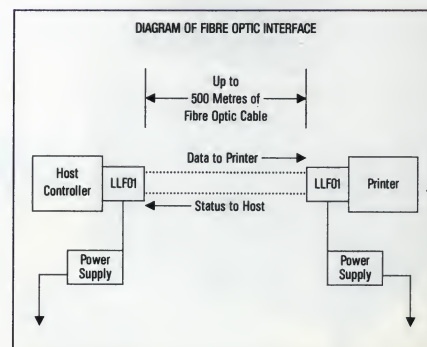 DIAGRAM OF FIBRE OPTIC INTERFACE
Up to
500 Metres of
Fibre Optic Cable
Data to Printer
Host
Controller
LLF01
LLF01
Printer
Status to Host
Power
Supply
Power
Supply